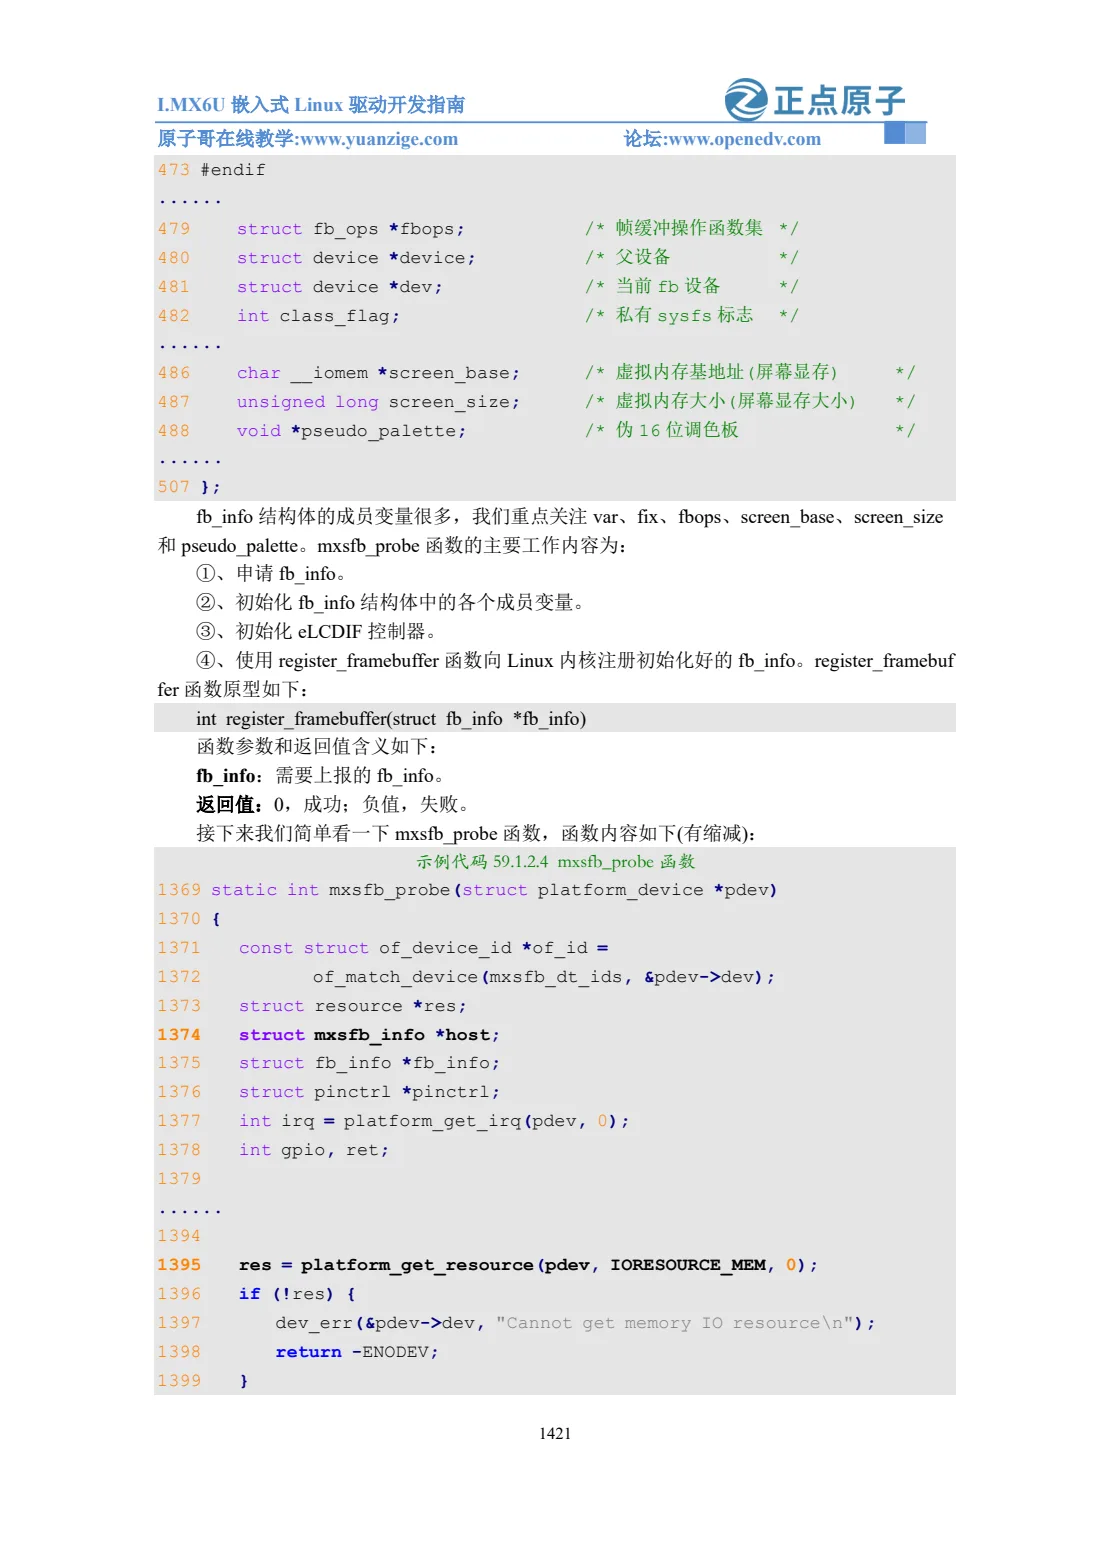 I.MX6U 嵌入式 Linux 驱动开发指南
正点原子
原子哥在线教学:www.yuanzige.com 论坛:www.openedv.com
473 #endif
......
479 struct fb_ops *fbops; /* 帧缓冲操作函数集 */
480 struct device *device; /* 父设备 */
481 struct device *dev; /* 当前 fb 设备 */
482 int class_flag; /* 私有 sysfs 标志 */
......
486 char __iomem *screen_base; /* 虚拟内存基地址(屏幕显存) */
487 unsigned long screen_size; /* 虚拟内存大小(屏幕显存大小) */
488 void *pseudo_palette; /* 伪 16 位调色板 */
......
507 };
fb_info 结构体的成员变量很多，我们重点关注 var、fix、fbops、screen_base、screen_size
和 pseudo_palette。mxsfb_probe 函数的主要工作内容为：
①、申请 fb_info。
②、初始化 fb_info 结构体中的各个成员变量。
③、初始化 eLCDIF 控制器。
④、使用 register_framebuffer 函数向 Linux 内核注册初始化好的 fb_info。register_framebuf
fer 函数原型如下：
int register_framebuffer(struct fb_info *fb_info)
函数参数和返回值含义如下：
fb_info：需要上报的 fb_info。
返回值：0，成功；负值，失败。
接下来我们简单看一下 mxsfb_probe 函数，函数内容如下(有缩减)：
示例代码 59.1.2.4 mxsfb_probe 函数
1369 static int mxsfb_probe(struct platform_device *pdev)
1370 {
1371 const struct of_device_id *of_id =
1372 of_match_device(mxsfb_dt_ids, &pdev->dev);
1373 struct resource *res;
1374 struct mxsfb_info *host;
1375 struct fb_info *fb_info;
1376 struct pinctrl *pinctrl;
1377 int irq = platform_get_irq(pdev, 0);
1378 int gpio, ret;
1379
......
1394
1395 res = platform_get_resource(pdev, IORESOURCE_MEM, 0);
1396 if (!res) {
1397 dev_err(&pdev->dev, "Cannot get memory IO resource\n");
1398 return -ENODEV;
1399 }
1421